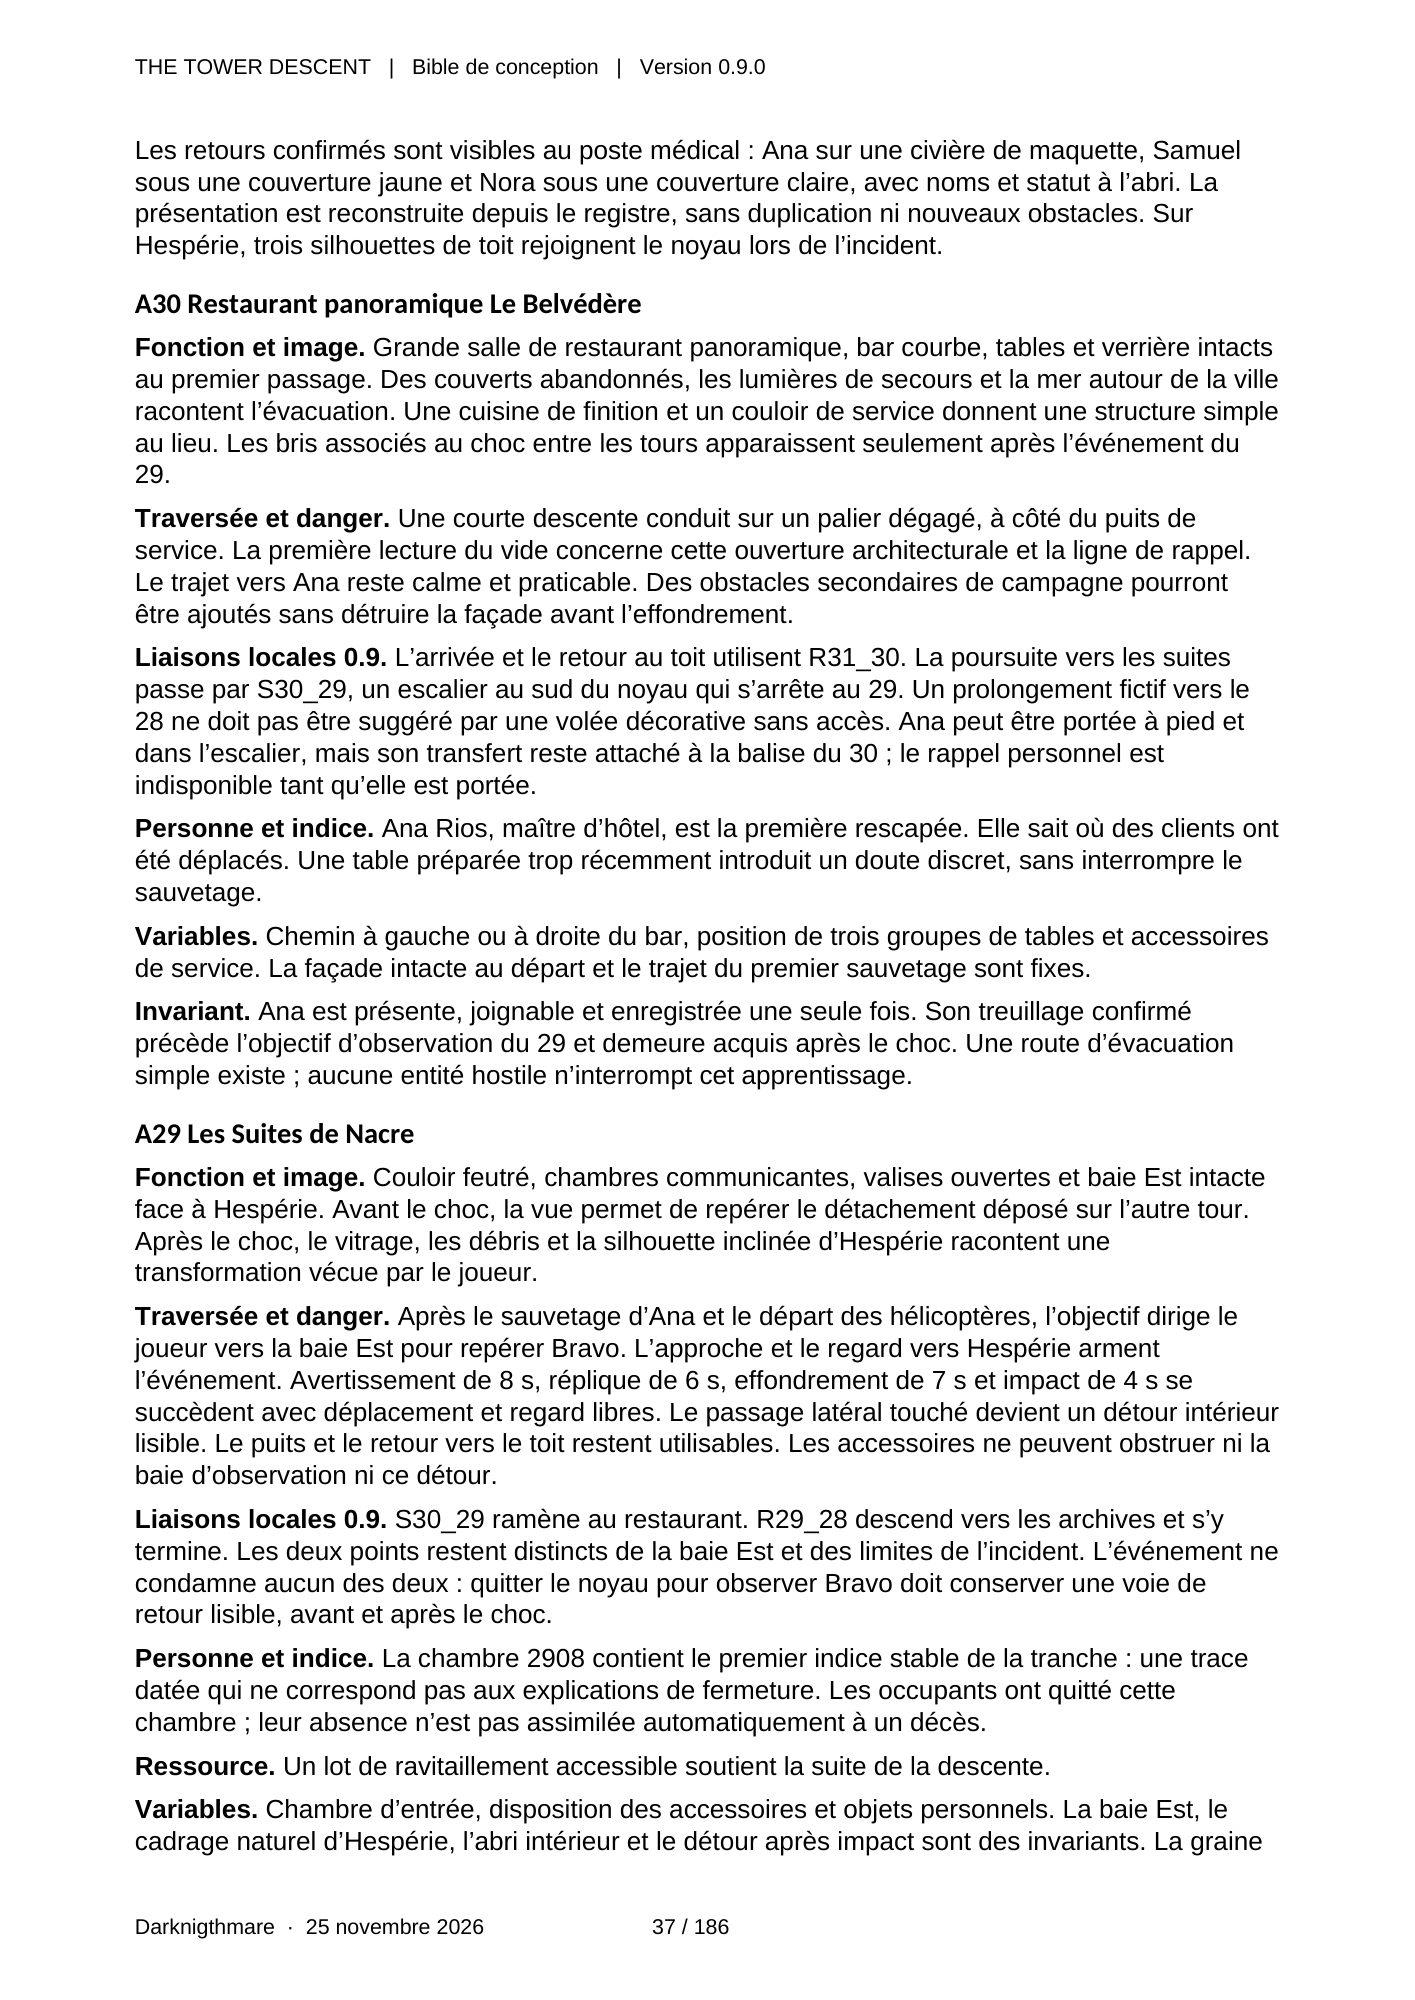 THE TOWER DESCENT | Bible de conception | Version 0.9.0
Les retours confirmés sont visibles au poste médical : Ana sur une civière de maquette, Samuel
sous une couverture jaune et Nora sous une couverture claire, avec noms et statut à l’abri. La
présentation est reconstruite depuis le registre, sans duplication ni nouveaux obstacles. Sur
Hespérie, trois silhouettes de toit rejoignent le noyau lors de l’incident.
A30 Restaurant panoramique Le Belvédère
Fonction et image. Grande salle de restaurant panoramique, bar courbe, tables et verrière intacts
au premier passage. Des couverts abandonnés, les lumières de secours et la mer autour de la ville
racontent l’évacuation. Une cuisine de finition et un couloir de service donnent une structure simple
au lieu. Les bris associés au choc entre les tours apparaissent seulement après l’événement du
29.
Traversée et danger. Une courte descente conduit sur un palier dégagé, à côté du puits de
service. La première lecture du vide concerne cette ouverture architecturale et la ligne de rappel.
Le trajet vers Ana reste calme et praticable. Des obstacles secondaires de campagne pourront
être ajoutés sans détruire la façade avant l’effondrement.
Liaisons locales 0.9. L’arrivée et le retour au toit utilisent R31_30. La poursuite vers les suites
passe par S30_29, un escalier au sud du noyau qui s’arrête au 29. Un prolongement fictif vers le
28 ne doit pas être suggéré par une volée décorative sans accès. Ana peut être portée à pied et
dans l’escalier, mais son transfert reste attaché à la balise du 30 ; le rappel personnel est
indisponible tant qu’elle est portée.
Personne et indice. Ana Rios, maître d’hôtel, est la première rescapée. Elle sait où des clients ont
été déplacés. Une table préparée trop récemment introduit un doute discret, sans interrompre le
sauvetage.
Variables. Chemin à gauche ou à droite du bar, position de trois groupes de tables et accessoires
de service. La façade intacte au départ et le trajet du premier sauvetage sont fixes.
Invariant. Ana est présente, joignable et enregistrée une seule fois. Son treuillage confirmé
précède l’objectif d’observation du 29 et demeure acquis après le choc. Une route d’évacuation
simple existe ; aucune entité hostile n’interrompt cet apprentissage.
A29 Les Suites de Nacre
Fonction et image. Couloir feutré, chambres communicantes, valises ouvertes et baie Est intacte
face à Hespérie. Avant le choc, la vue permet de repérer le détachement déposé sur l’autre tour.
Après le choc, le vitrage, les débris et la silhouette inclinée d’Hespérie racontent une
transformation vécue par le joueur.
Traversée et danger. Après le sauvetage d’Ana et le départ des hélicoptères, l’objectif dirige le
joueur vers la baie Est pour repérer Bravo. L’approche et le regard vers Hespérie arment
l’événement. Avertissement de 8 s, réplique de 6 s, effondrement de 7 s et impact de 4 s se
succèdent avec déplacement et regard libres. Le passage latéral touché devient un détour intérieur
lisible. Le puits et le retour vers le toit restent utilisables. Les accessoires ne peuvent obstruer ni la
baie d’observation ni ce détour.
Liaisons locales 0.9. S30_29 ramène au restaurant. R29_28 descend vers les archives et s’y
termine. Les deux points restent distincts de la baie Est et des limites de l’incident. L’événement ne
condamne aucun des deux : quitter le noyau pour observer Bravo doit conserver une voie de
retour lisible, avant et après le choc.
Personne et indice. La chambre 2908 contient le premier indice stable de la tranche : une trace
datée qui ne correspond pas aux explications de fermeture. Les occupants ont quitté cette
chambre ; leur absence n’est pas assimilée automatiquement à un décès.
Ressource. Un lot de ravitaillement accessible soutient la suite de la descente.
Variables. Chambre d’entrée, disposition des accessoires et objets personnels. La baie Est, le
cadrage naturel d’Hespérie, l’abri intérieur et le détour après impact sont des invariants. La graine
Darknigthmare · 25 novembre 2026 37 / 186